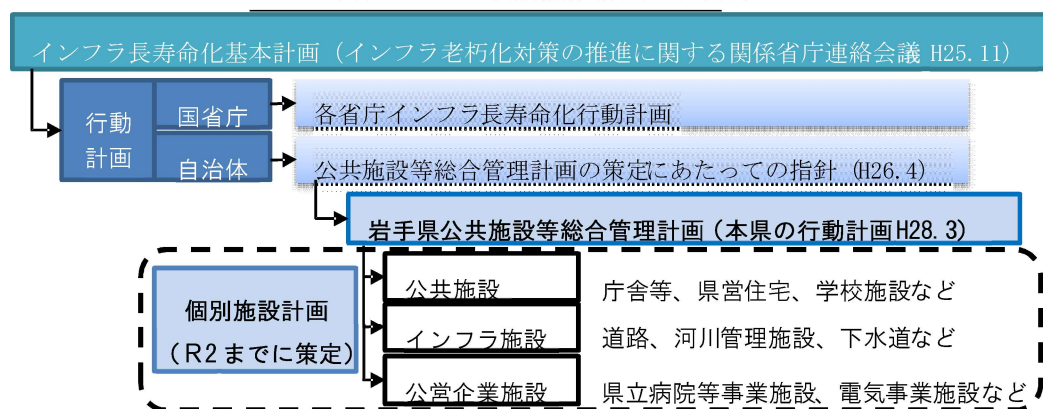 インフラ長寿命化基本計画（インフラ老朽化対策の推進に関する関係省庁連絡会議 H25.11）
行動
計画
国省庁
各省庁インフラ長寿命化行動計画
自治体
公共施設等総合管理計画の策定にあたっての指針（H26.4）
岩手県公共施設等総合管理計画（本県の行動計画H28.3）
個別施設計画
（R2までに策定）
公共施設
庁舎等、県営住宅、学校施設など
インフラ施設
道路、河川管理施設、下水道など
公営企業施設
県立病院等事業施設、電気事業施設など